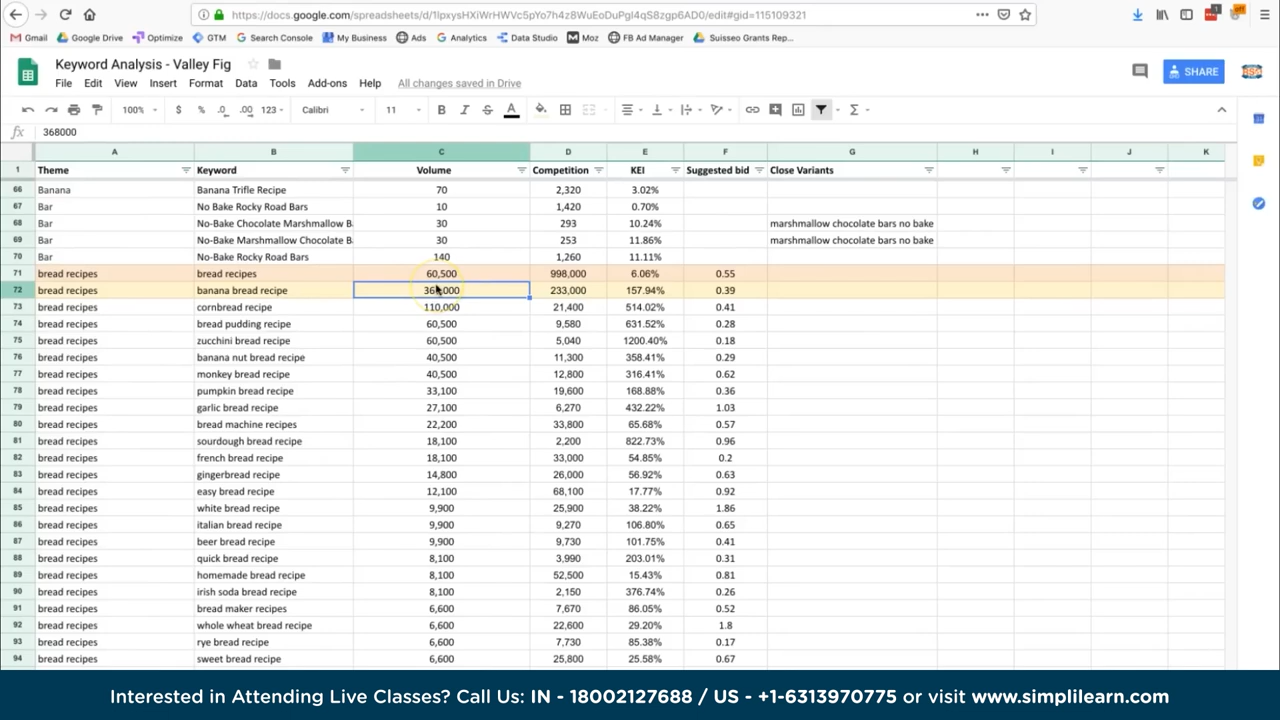 https://docs.google.com/spreadsheets/d/1lpxysHXiWrHWVc5pYo7h4z8WuEoDuPgI4qS8zgp6AD0/edit#gid=115109321
Gmail Google Drive Optimize GTM Search Console My Business Ads Analytics Data Studio Moz FB Ad Manager Suisseo Grants Rep...
Keyword Analysis - Valley Fig
File Edit View Insert Format Data Tools Add-ons Help All changes saved in Drive
SHARE
100% $ % .0 .00 123 Calibri 11 B I S A
fx 368000
A B C D E F G H I J K
1 Theme Keyword Volume Competition KEI Suggested bid Close Variants
66 Banana Banana Trifle Recipe 70 2,320 3.02%
67 Bar No Bake Rocky Road Bars 10 1,420 0.70%
68 Bar No-Bake Chocolate Marshmallow B 30 293 10.24% marshmallow chocolate bars no bake
69 Bar No-Bake Marshmallow Chocolate B 30 253 11.86% marshmallow chocolate bars no bake
70 Bar No-Bake Rocky Road Bars 140 1,260 11.11%
71 bread recipes bread recipes 60,500 998,000 6.06% 0.55
72 bread recipes banana bread recipe 368,000 233,000 157.94% 0.39
73 bread recipes cornbread recipe 110,000 21,400 514.02% 0.41
74 bread recipes bread pudding recipe 60,500 9,580 631.52% 0.28
75 bread recipes zucchini bread recipe 60,500 5,040 1200.40% 0.18
76 bread recipes banana nut bread recipe 40,500 11,300 358.41% 0.29
77 bread recipes monkey bread recipe 40,500 12,800 316.41% 0.62
78 bread recipes pumpkin bread recipe 33,100 19,600 168.88% 0.36
79 bread recipes garlic bread recipe 27,100 6,270 432.22% 1.03
80 bread recipes bread machine recipes 22,200 33,800 65.68% 0.57
81 bread recipes sourdough bread recipe 18,100 2,200 822.73% 0.96
82 bread recipes french bread recipe 18,100 33,000 54.85% 0.2
83 bread recipes gingerbread recipe 14,800 26,000 56.92% 0.63
84 bread recipes easy bread recipe 12,100 68,100 17.77% 0.92
85 bread recipes white bread recipe 9,900 25,900 38.22% 1.86
86 bread recipes italian bread recipe 9,900 9,270 106.80% 0.65
87 bread recipes beer bread recipe 9,900 9,730 101.75% 0.41
88 bread recipes quick bread recipe 8,100 3,990 203.01% 0.31
89 bread recipes homemade bread recipe 8,100 52,500 15.43% 0.81
90 bread recipes irish soda bread recipe 8,100 2,150 376.74% 0.26
91 bread recipes bread maker recipes 6,600 7,670 86.05% 0.52
92 bread recipes whole wheat bread recipe 6,600 22,600 29.20% 1.8
93 bread recipes rye bread recipe 6,600 7,730 85.38% 0.17
94 bread recipes sweet bread recipe 6,600 25,800 25.58% 0.67
Interested in Attending Live Classes? Call Us: IN - 18002127688 / US - +1-6313970775 or visit www.simplilearn.com